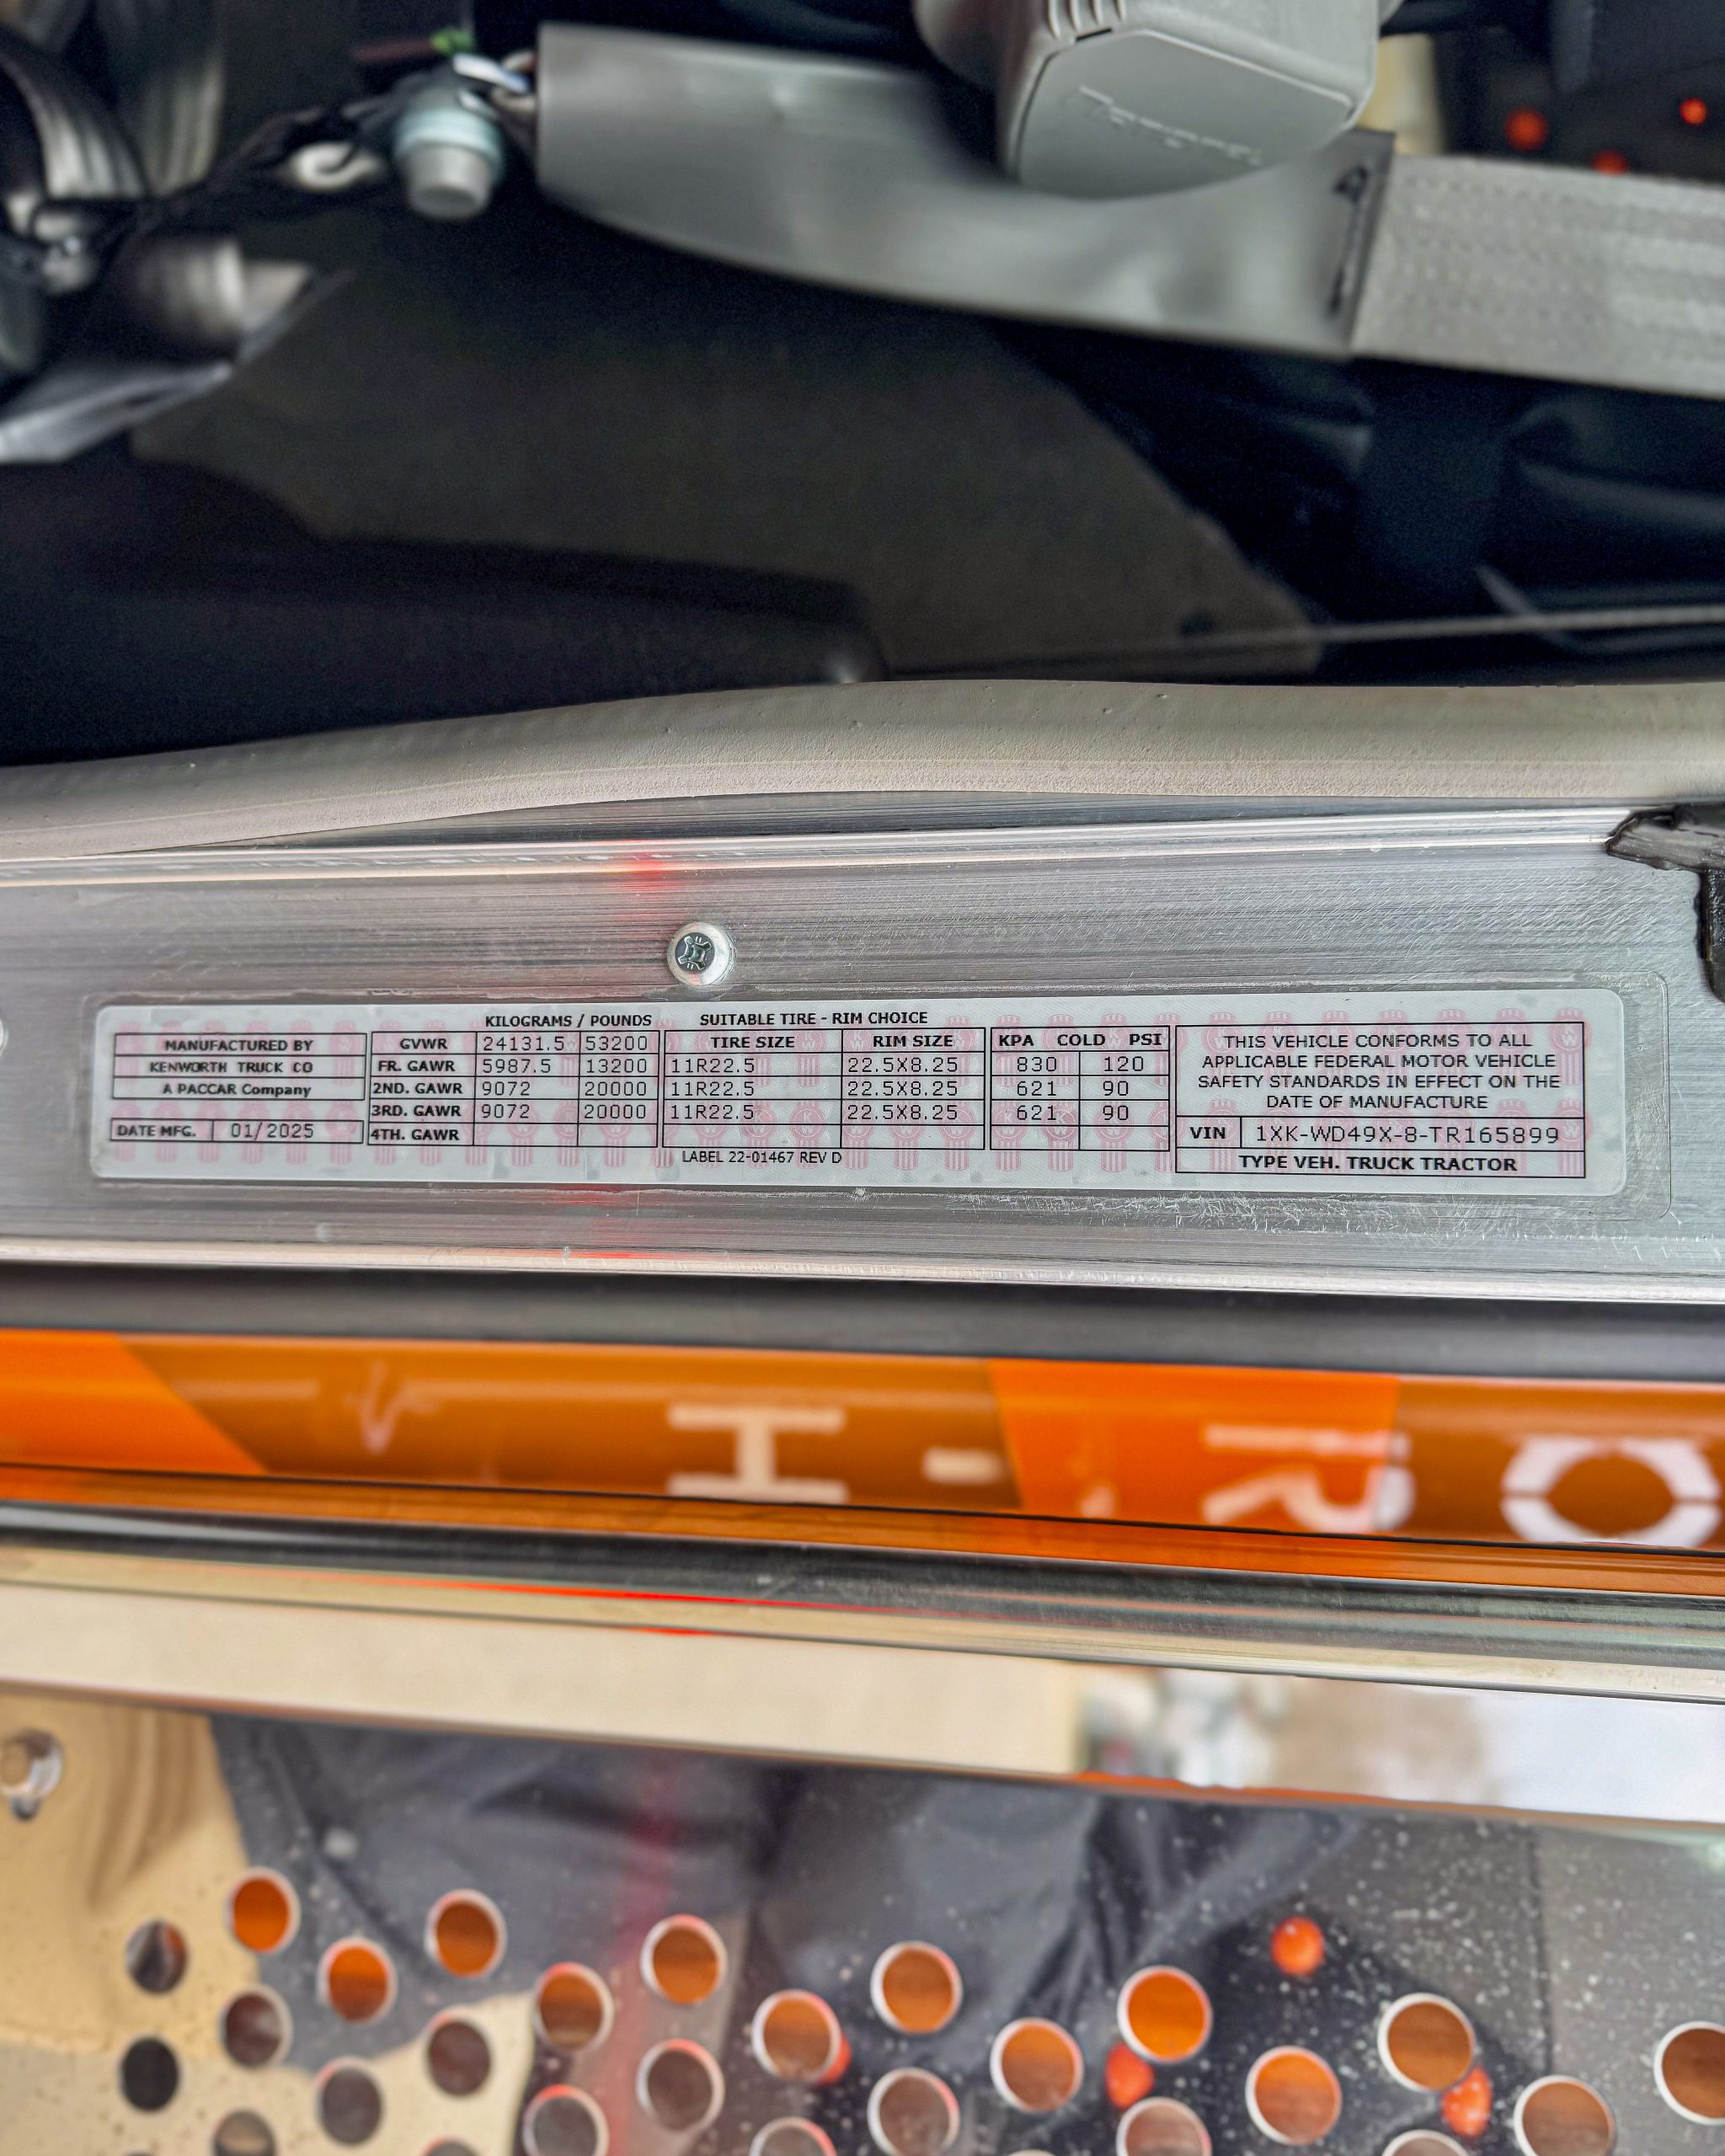 KILOGRAMS / POUNDS SUITABLE TIRE - RIM CHOICE
MANUFACTURED BY
KENWORTH TRUCK CO
A PACCAR Company
DATE MFG. 01/2025
GVWR 24131.5 53200 TIRE SIZE RIM SIZE KPA COLD PSI
FR. GAWR 5987.5 13200 11R22.5 22.5X8.25 830 120
2ND. GAWR 9072 20000 11R22.5 22.5X8.25 621 90
3RD. GAWR 9072 20000 11R22.5 22.5X8.25 621 90
4TH. GAWR
LABEL 22-01467 REV D
THIS VEHICLE CONFORMS TO ALL
APPLICABLE FEDERAL MOTOR VEHICLE
SAFETY STANDARDS IN EFFECT ON THE
DATE OF MANUFACTURE
VIN 1XK-WD49X-8-TR165899
TYPE VEH. TRUCK TRACTOR